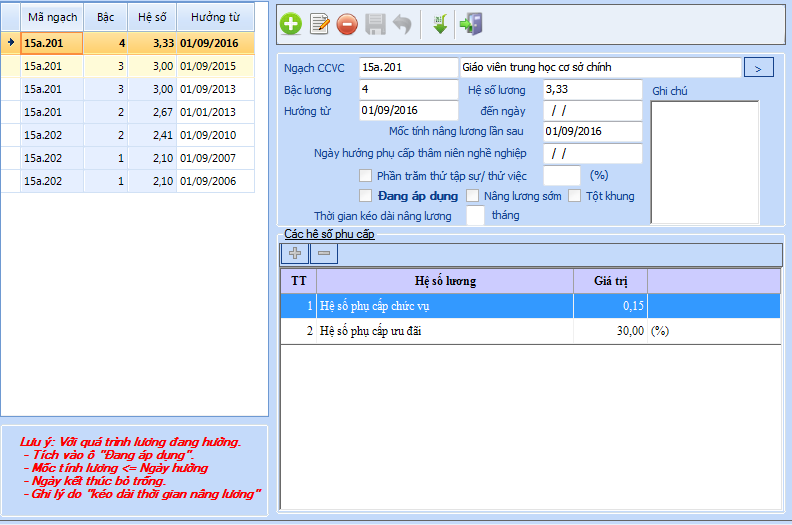 Mã ngạch Bậc Hệ số Hưởng từ
15a.201 4 3,33 01/09/2016
15a.201 3 3,00 01/09/2015
15a.201 3 3,00 01/09/2013
15a.201 2 2,67 01/01/2013
15a.202 2 2,41 01/09/2010
15a.202 1 2,10 01/09/2007
15a.202 1 2,10 01/09/2006
Lưu ý: Với quá trình lương đang hưởng.
- Tích vào ô "Đang áp dụng".
- Mốc tính lương <= Ngày hưởng
- Ngày kết thúc bỏ trống.
- Ghi lý do "kéo dài thời gian nâng lương"
Ngạch CCVC 15a.201 Giáo viên trung học cơ sở chính >
Bậc lương 4 Hệ số lương 3,33 Ghi chú
Hưởng từ 01/09/2016 đến ngày / /
Mốc tính nâng lương lần sau 01/09/2016
Ngày hưởng phụ cấp thâm niên nghề nghiệp / /
Phần trăm thử tập sự/ thử việc (%)
Đang áp dụng Nâng lương sớm Tột khung
Thời gian kéo dài nâng lương tháng
Các hệ số phụ cấp
TT Hệ số lương Giá trị
1 Hệ số phụ cấp chức vụ 0,15
2 Hệ số phụ cấp ưu đãi 30,00 (%)